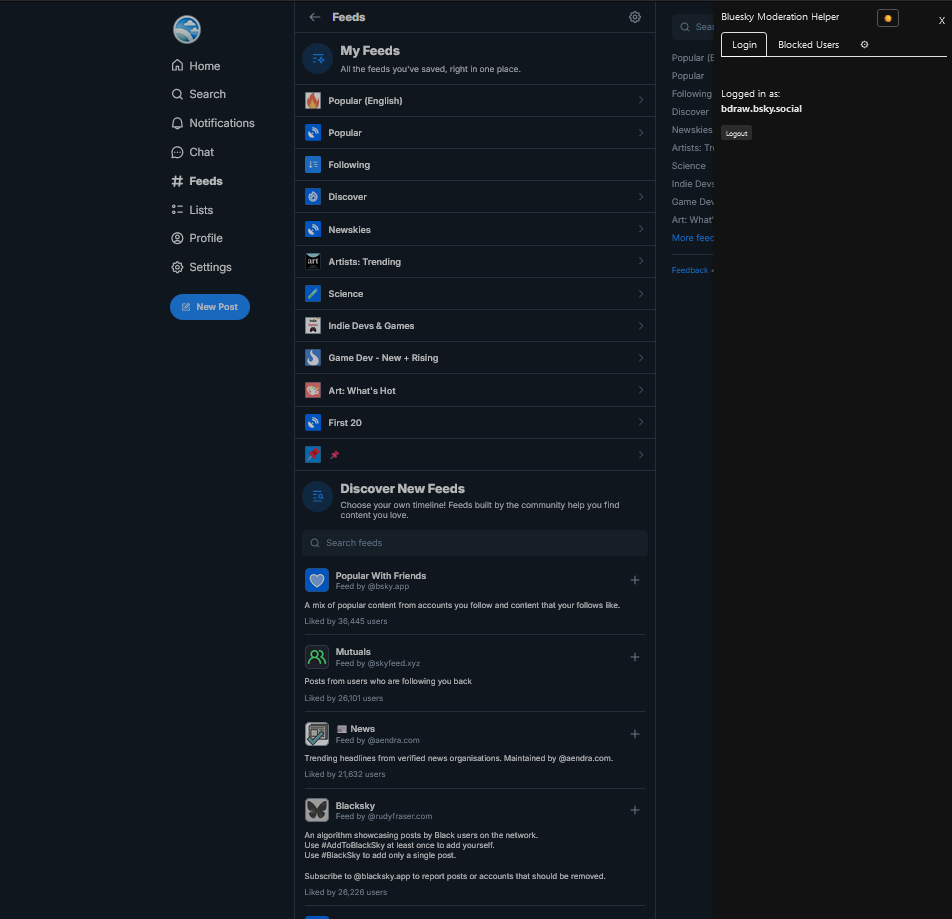 Home
Search
Notifications
Chat
Feeds
Lists
Profile
Settings
New Post
Feeds
My Feeds
All the feeds you've saved, right in one place.
Popular (English)
Popular
Following
Discover
Newskies
art
Artists: Trending
Science
Indie Devs & Games
Game Dev - New + Rising
Art: What's Hot
First 20
Discover New Feeds
Choose your own timeline! Feeds built by the community help you find
content you love.
Search feeds
Popular With Friends
Feed by @bsky.app
A mix of popular content from accounts you follow and content that your follows like.
Liked by 36,445 users
Mutuals
Feed by @skyfeed.xyz
Posts from users who are following you back
Liked by 26,101 users
News
Feed by @aendra.com
Trending headlines from verified news organisations. Maintained by @aendra.com.
Liked by 21,632 users
Blacksky
Feed by @rudyfraser.com
An algorithm showcasing posts by Black users on the network.
Use #AddToBlackSky at least once to add yourself.
Use #BlackSky to add only a single post.
Subscribe to @blacksky.app to report posts or accounts that should be removed.
Liked by 26,226 users
Sea
Popular (E
Popular
Following
Discover
Newskies
Artists: Tr
Science
Indie Devs
Game Dev
Art: What'
More feed
Feedback
Bluesky Moderation Helper
X
Login
Blocked Users
Logged in as:
bdraw.bsky.social
Logout